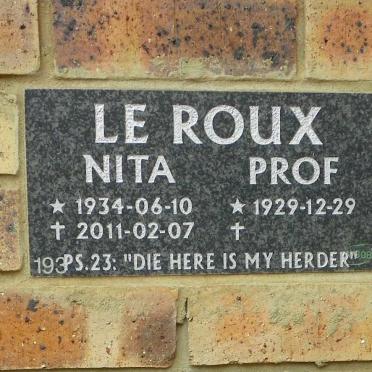 LE ROUX
NITA PROF
★ 1934-06-10 ★ 1929-12-29
✝ 2011-02-07 ✝
193 PS.23: "DIE HERE IS MY HERDER"